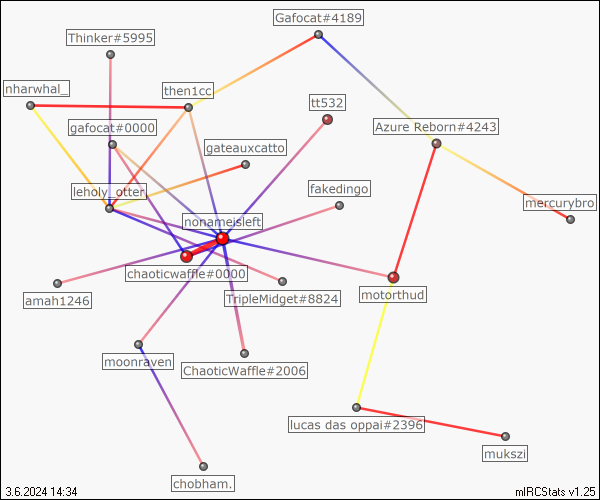 Gafocat#4189
Thinker#5995
nharwhal_
then1cc
tt532
gafocat#0000
Azure Reborn#4243
gateauxcatto
leholy_otter
fakedingo
mercurybro
nonameisleft
chaoticwaffle#0000
amah1246
TripleMidget#8824
motorthud
moonraven
ChaoticWaffle#2006
lucas das oppai#2396
mukszi
chobham.
3.6.2024 14:34
mIRCStats v1.25